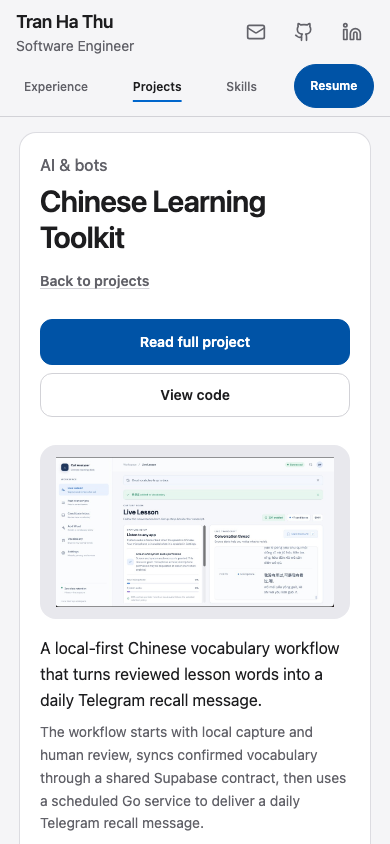 Tran Ha Thu
Software Engineer
Experience
Projects
Skills
Resume
AI & bots
Chinese Learning
Toolkit
Back to projects
Read full project
View code
Live Lesson
Conversation thread
A local-first Chinese vocabulary workflow
that turns reviewed lesson words into a
daily Telegram recall message.
The workflow starts with local capture and
human review, syncs confirmed vocabulary
through a shared Supabase contract, then uses
a scheduled Go service to deliver a daily
Telegram recall message.